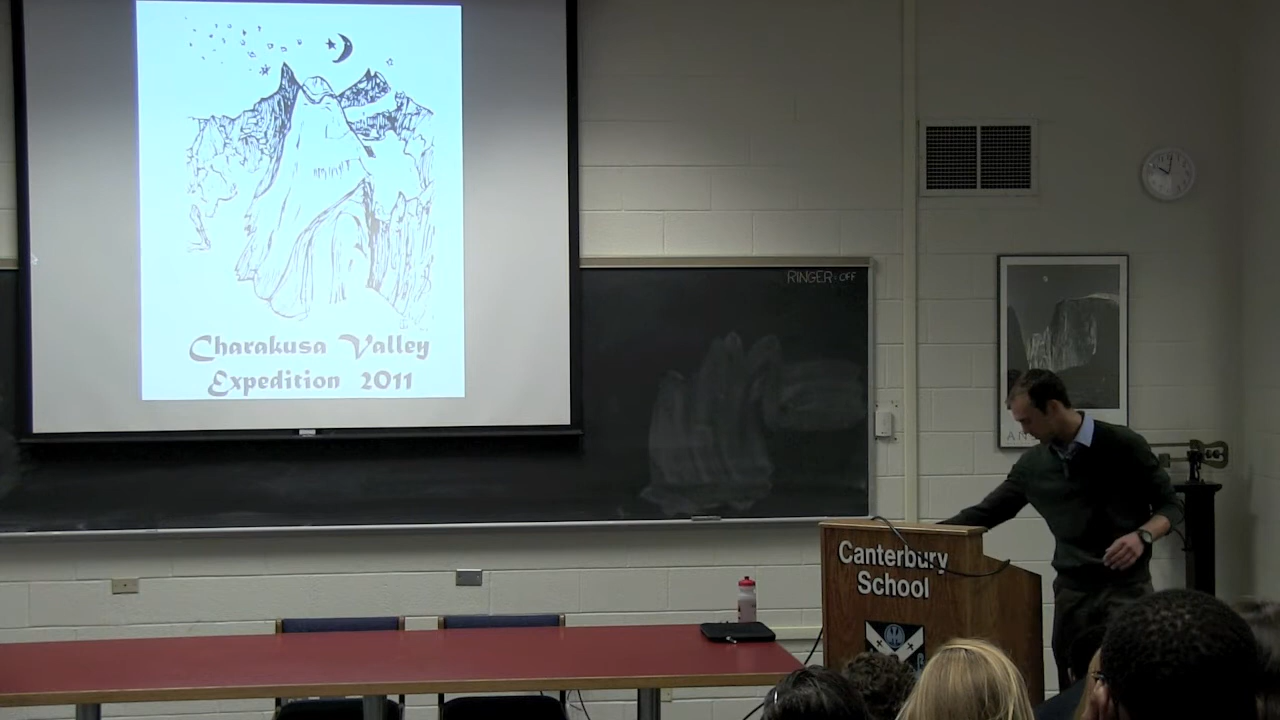 Charakusa Valley
Expedition 2011
RINGER: OFF
Canterbury
School